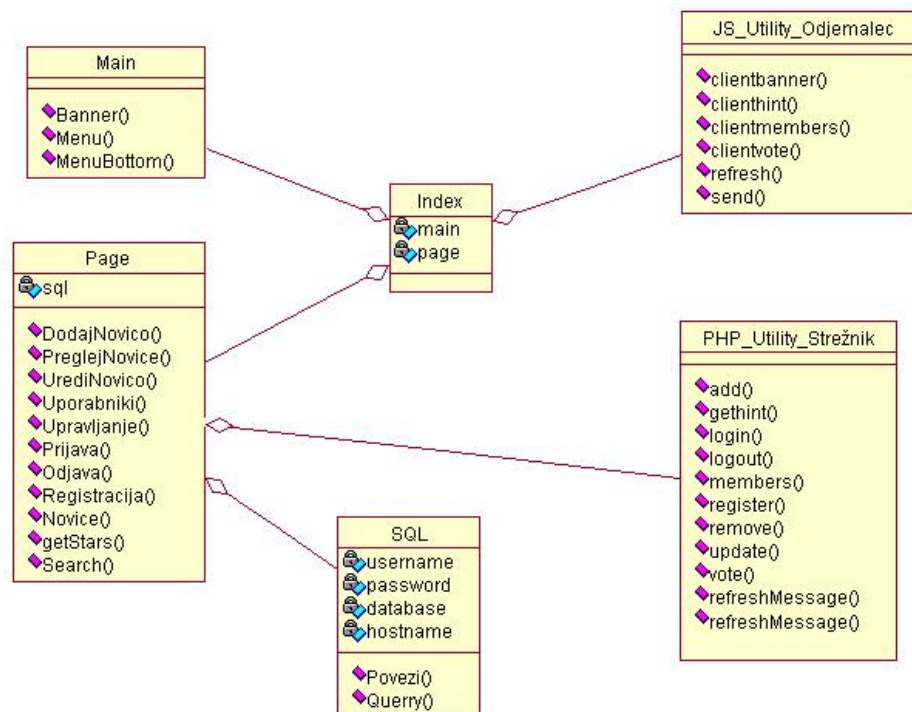 Main
Banner()
Menu()
MenuBottom()
JS_Utility_Odjemalec
clientbanner()
clienthint()
clientmembers()
clientvote()
refresh()
send()
Index
main
page
Page
sql
DodajNovico()
PreglejNovice()
UrediNovico()
Uporabniki()
Upravljanje()
Prijava()
Odjava()
Registracija()
Novice()
getStars()
Search()
PHP_Utility_Strežnik
add()
gethint()
login()
logout()
members()
register()
remove()
update()
vote()
refreshMessage()
refreshMessage()
SQL
username
password
database
hostname
Povezi()
Querry()